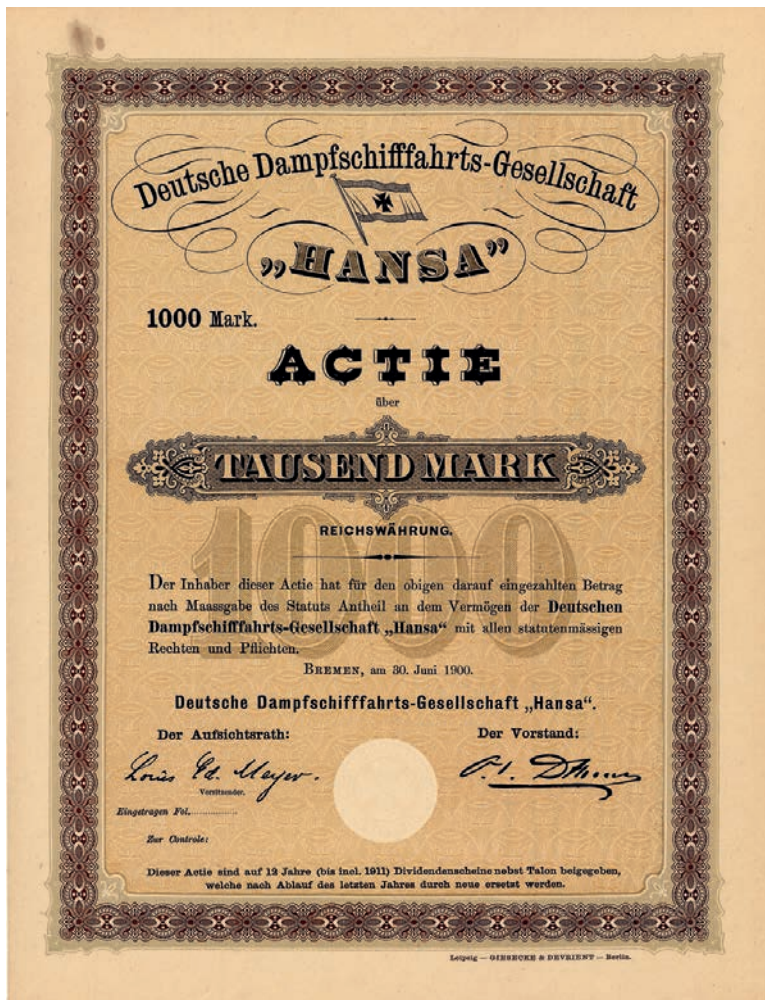 Deutsche Dampfschifffahrts-Gesellschaft
„HANSA”
1000 Mark.
ACTIE
über
TAUSEND MARK
1000
REICHSWÄHRUNG.
Der Inhaber dieser Actie hat für den obigen darauf eingezahlten Betrag
nach Maassgabe des Statuts Antheil an dem Vermögen der Deutschen
Dampfschifffahrts-Gesellschaft „Hansa“ mit allen statutenmässigen
Rechten und Pflichten.
BREMEN, am 30. Juni 1900.
Deutsche Dampfschifffahrts-Gesellschaft „Hansa“.
Der Aufsichtsrath: Der Vorstand:
Louis Ed. Meyer.
Vorsitzender.
Eingetragen Fol.
Zur Controle:
Dieser Actie sind auf 12 Jahre (bis incl. 1911) Dividendenscheine nebst Talon beigegeben,
welche nach Ablauf des letzten Jahres durch neue ersetzt werden.
Leipzig — GIESECKE & DEVRIENT — Berlin.